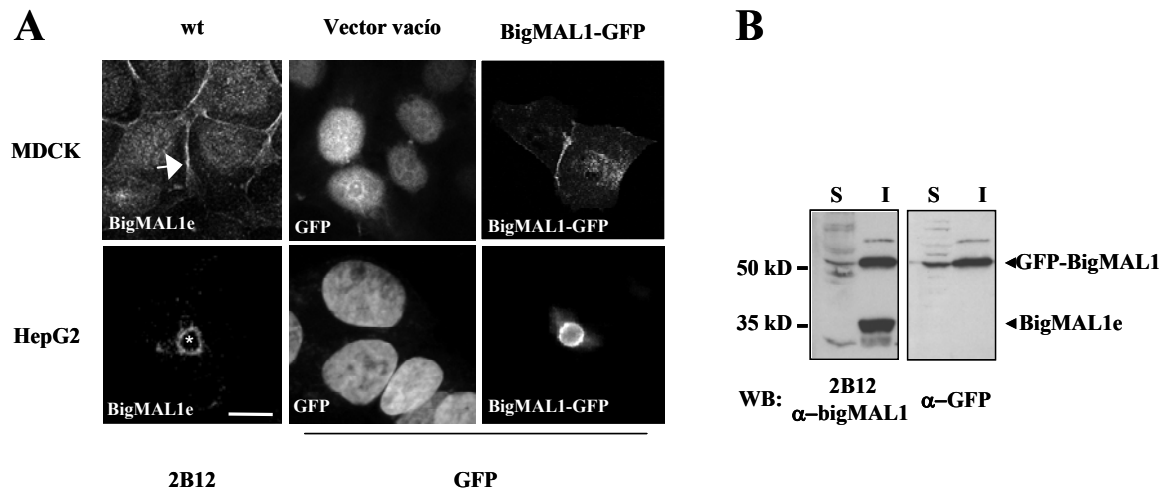 A
wt
Vector vacío
BigMAL1-GFP
B
MDCK
BigMAL1e
GFP
BigMAL1-GFP
HepG2
*
BigMAL1e
GFP
BigMAL1-GFP
2B12
GFP
S I S I
50 kD
GFP-BigMAL1
35 kD
BigMAL1e
WB:
2B12
α-bigMAL1
α-GFP